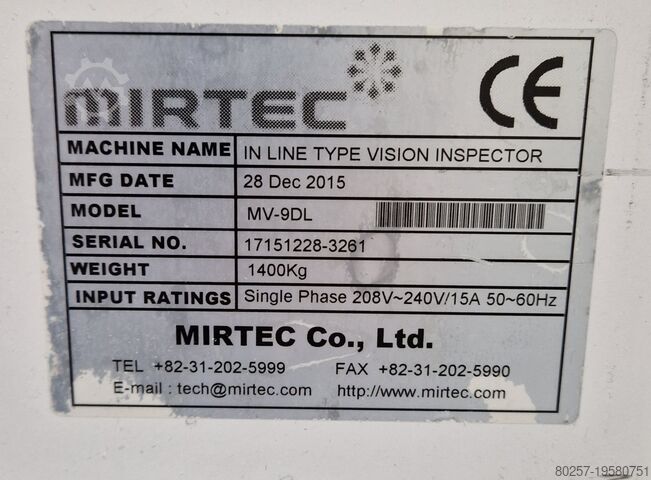 MIRTEC
CE
MACHINE NAME IN LINE TYPE VISION INSPECTOR
MFG DATE 28 Dec 2015
MODEL MV-9DL
SERIAL NO. 17151228-3261
WEIGHT 1400Kg
INPUT RATINGS Single Phase 208V~240V/15A 50~60Hz
MIRTEC Co., Ltd.
TEL +82-31-202-5999 FAX +82-31-202-5990
E-mail : tech@mirtec.com http://www.mirtec.com
80257-19580751